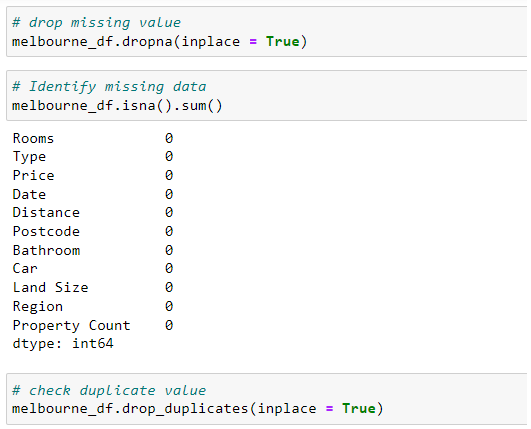 # drop missing value
melbourne_df.dropna(inplace = True)
# Identify missing data
melbourne_df.isna().sum()
Rooms 0
Type 0
Price 0
Date 0
Distance 0
Postcode 0
Bathroom 0
Car 0
Land Size 0
Region 0
Property Count 0
dtype: int64
# check duplicate value
melbourne_df.drop_duplicates(inplace = True)